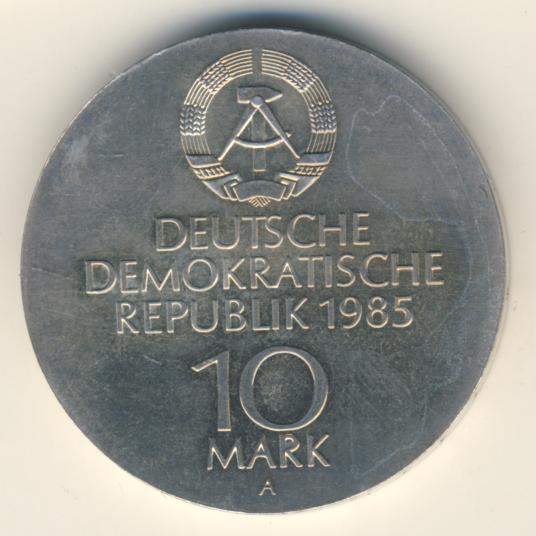 DEUTSCHE
DEMOKRATISCHE
REPUBLIK 1985
10
MARK
A